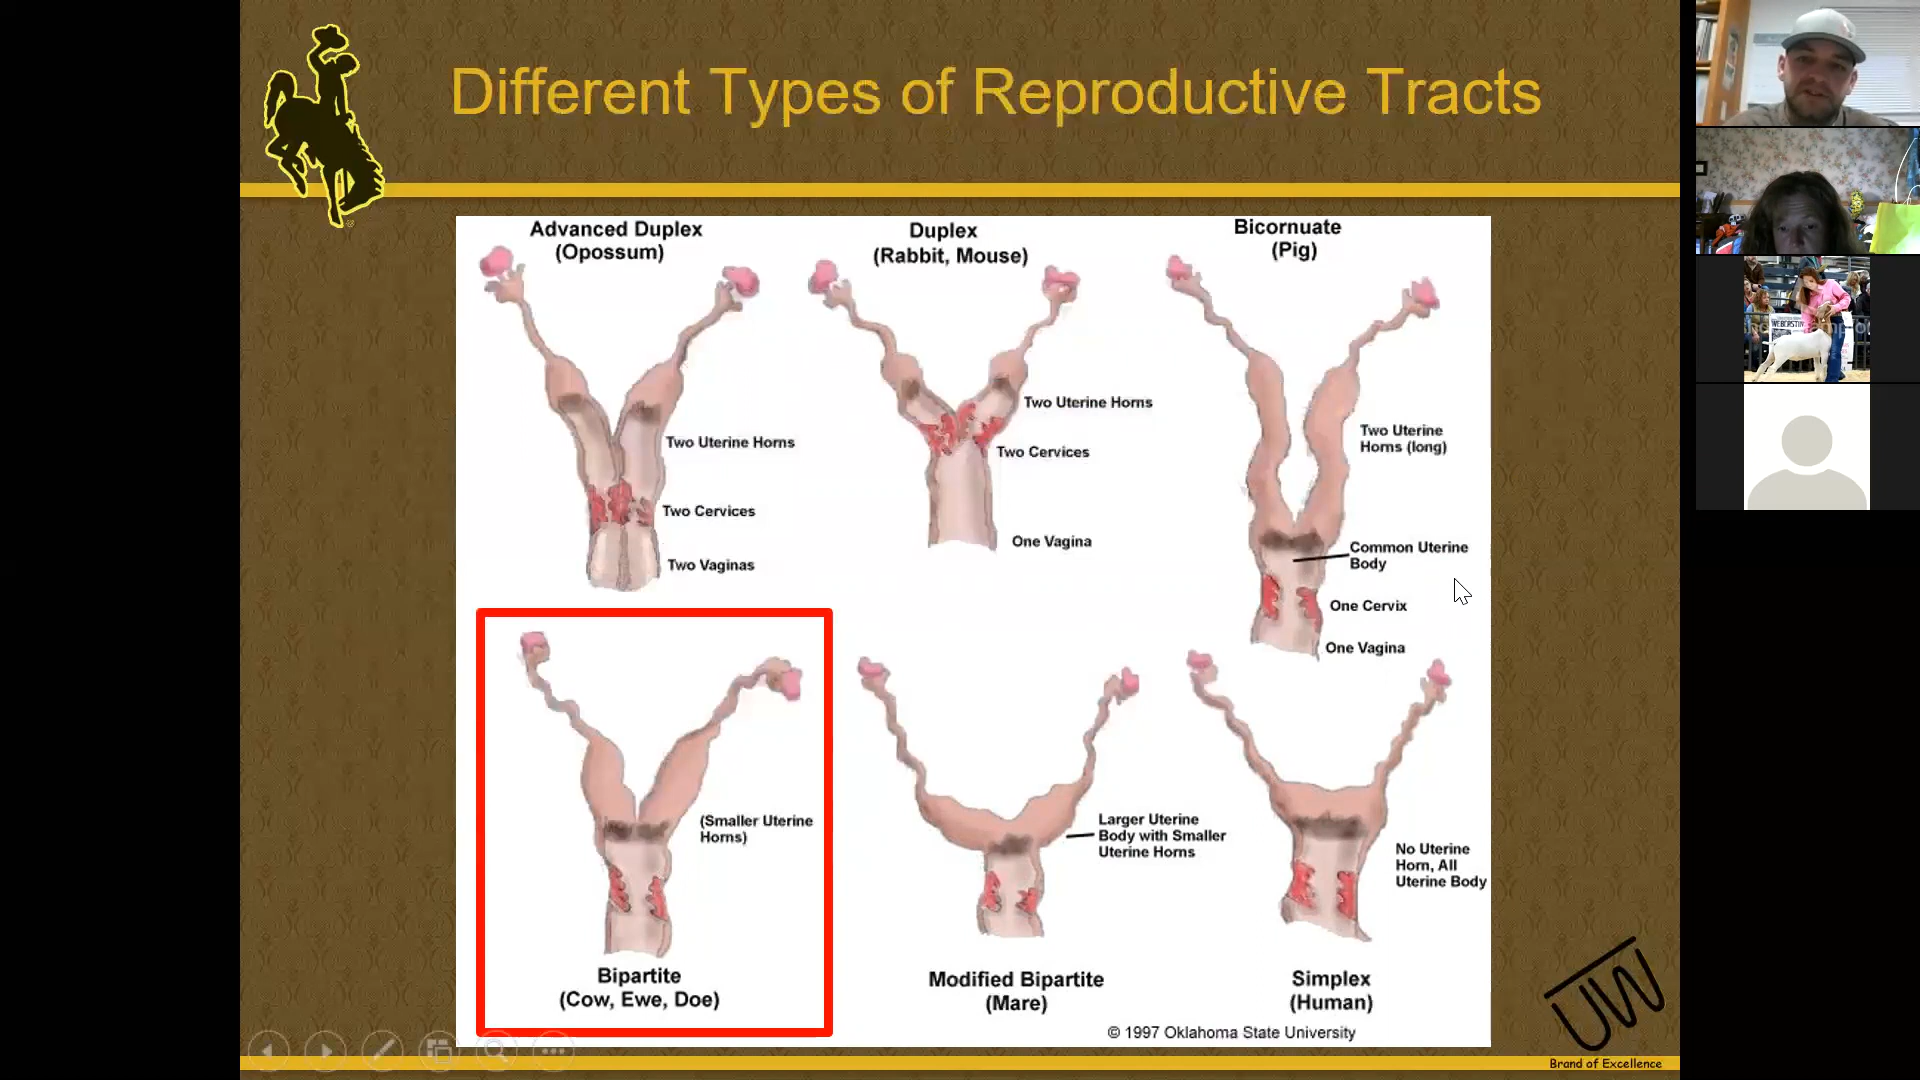 Different Types of Reproductive Tracts
Advanced Duplex
(Opossum)
Duplex
(Rabbit, Mouse)
Bicornuate
(Pig)
Two Uterine Horns
Two Cervices
Two Vaginas
Two Uterine Horns
Two Cervices
One Vagina
Two Uterine
Horns (long)
Common Uterine
Body
One Cervix
One Vagina
(Smaller Uterine
Horns)
Bipartite
(Cow, Ewe, Doe)
Larger Uterine
Body with Smaller
Uterine Horns
Modified Bipartite
(Mare)
No Uterine
Horn, All
Uterine Body
Simplex
(Human)
© 1997 Oklahoma State University
UW
Brand of Excellence